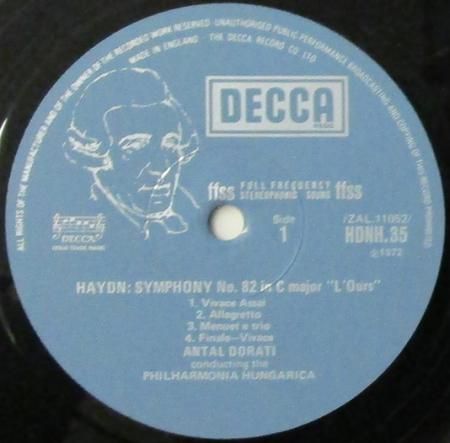 ALL RIGHTS OF THE MANUFACTURER AND OF THE OWNER OF THE RECORDED WORK RESERVED · UNAUTHORISED PUBLIC PERFORMANCE BROADCASTING AND COPYING OF THIS RECORD PROHIBITED
MADE IN ENGLAND · THE DECCA RECORD CO LTD
DECCA
ffss FULL FREQUENCY STEREOPHONIC SOUND ffss
DECCA
Side
1
/ZAL.11052/
HDNH.35
℗1972
HAYDN: SYMPHONY No. 82 in C major "L'Ours"
1. Vivace Assai
2. Allegretto
3. Menuet e trio
4. Finale—Vivace
ANTAL DORATI
conducting the
PHILHARMONIA HUNGARICA